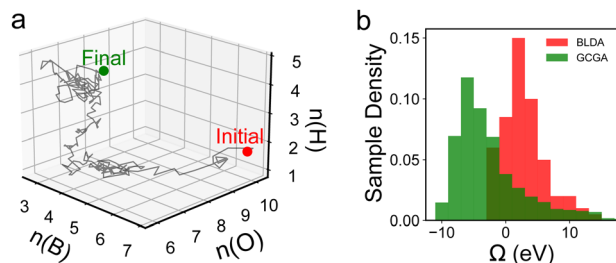 a
Final
Initial
5
4
3
2
1
n(H)
3
4
5
6
7
n(B)
6
7
8
9
10
n(O)
b
BLDA
GCGA
0.15
0.10
0.05
0.00
Sample Density
−10
0
10
Ω (eV)